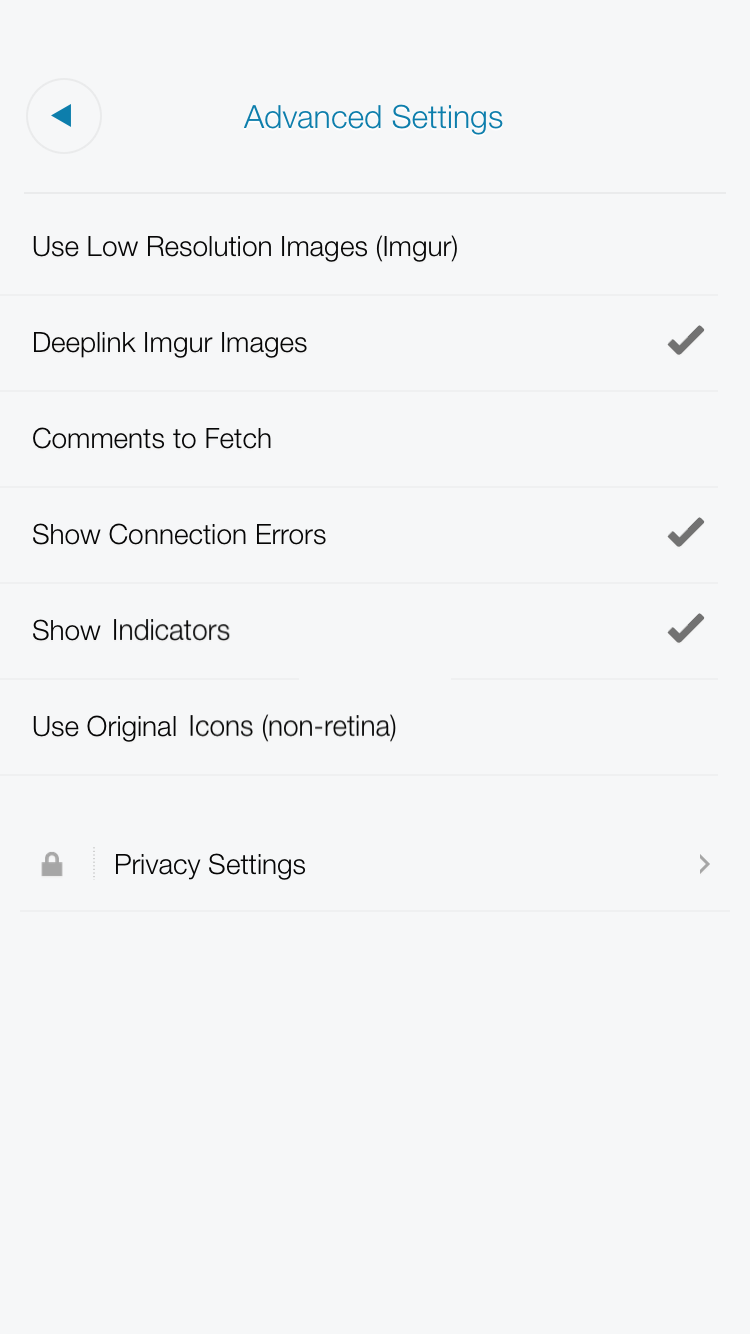 Advanced Settings
Use Low Resolution Images (Imgur)
Deeplink Imgur Images
Comments to Fetch
Show Connection Errors
Show Indicators
Use Original Icons (non-retina)
Privacy Settings